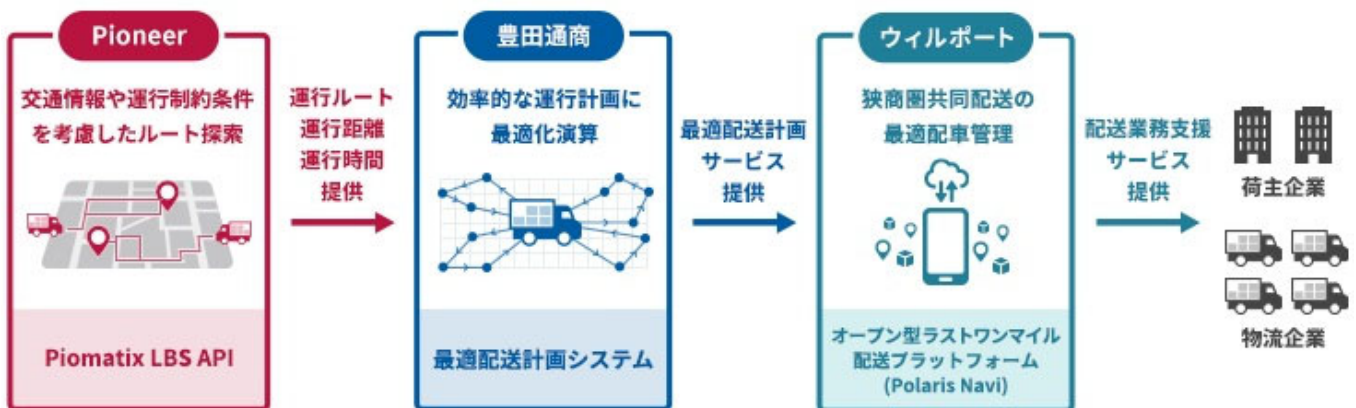 Pioneer
交通情報や運行制約条件
を考慮したルート探索
Piomatix LBS API
運行ルート
運行距離
運行時間
提供
豊田通商
効率的な運行計画に
最適化演算
最適配送計画システム
最適配送計画
サービス
提供
ウィルポート
狭商圏共同配送の
最適配車管理
オープン型ラストワンマイル
配送プラットフォーム
(Polaris Navi)
配送業務支援
サービス
提供
荷主企業
物流企業